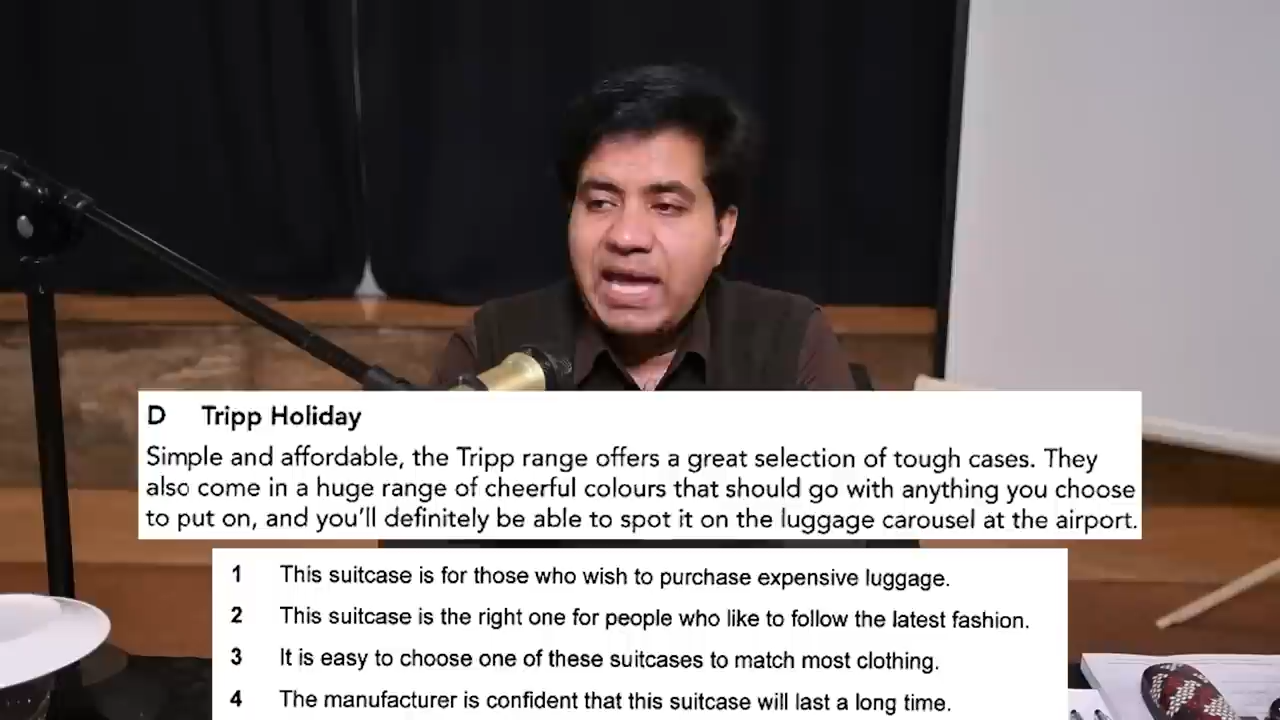 D Tripp Holiday
Simple and affordable, the Tripp range offers a great selection of tough cases. They
also come in a huge range of cheerful colours that should go with anything you choose
to put on, and you'll definitely be able to spot it on the luggage carousel at the airport.
1 This suitcase is for those who wish to purchase expensive luggage.
2 This suitcase is the right one for people who like to follow the latest fashion.
3 It is easy to choose one of these suitcases to match most clothing.
4 The manufacturer is confident that this suitcase will last a long time.